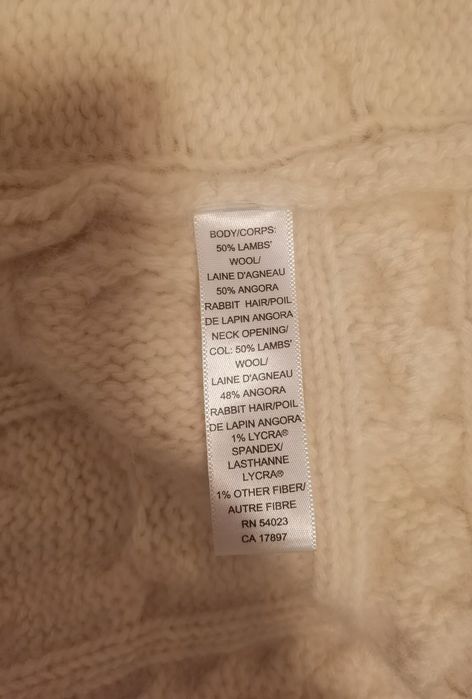 BODY/CORPS:
50% LAMBS'
WOOL/
LAINE D'AGNEAU
50% ANGORA
RABBIT HAIR/POIL
DE LAPIN ANGORA
NECK OPENING/
COL: 50% LAMBS'
WOOL/
LAINE D'AGNEAU
48% ANGORA
RABBIT HAIR/POIL
DE LAPIN ANGORA
1% LYCRA®
SPANDEX/
LASTHANNE
LYCRA®
1% OTHER FIBER/
AUTRE FIBRE
RN 54023
CA 17897